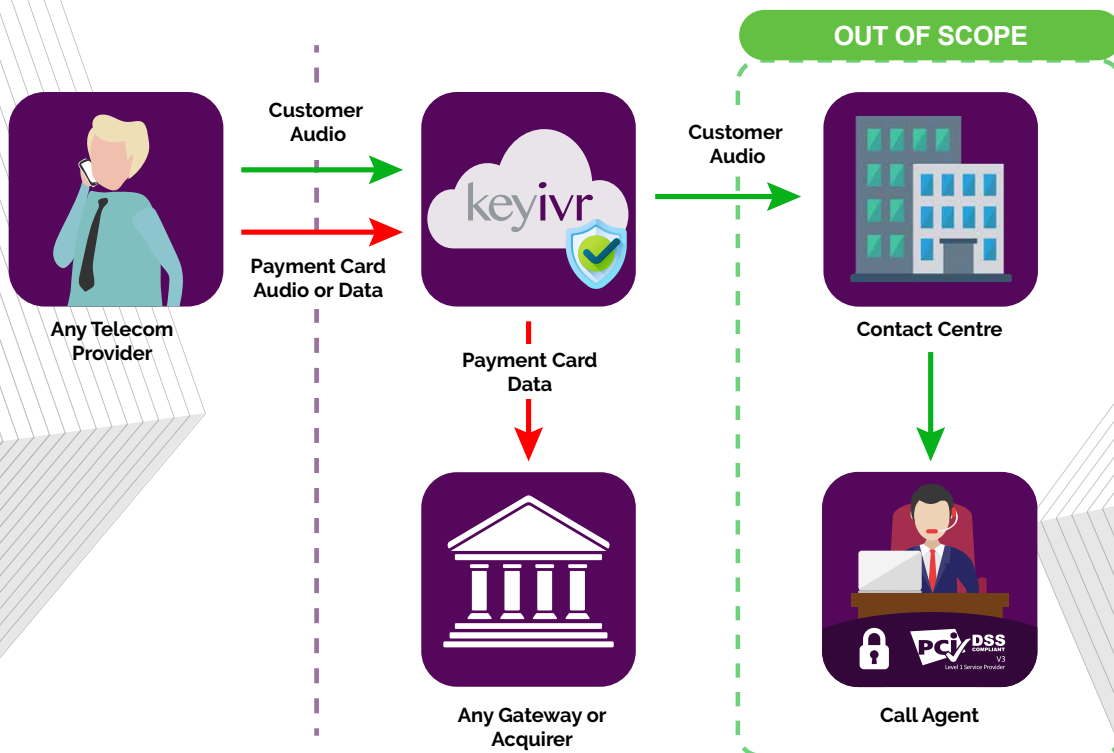 OUT OF SCOPE
Customer
Audio
Customer
Audio
keyivr
Payment Card
Audio or Data
Any Telecom
Provider
Contact Centre
Payment Card
Data
PCI DSS
COMPLIANT
V3
Level 1 Service Provider
Any Gateway or
Acquirer
Call Agent